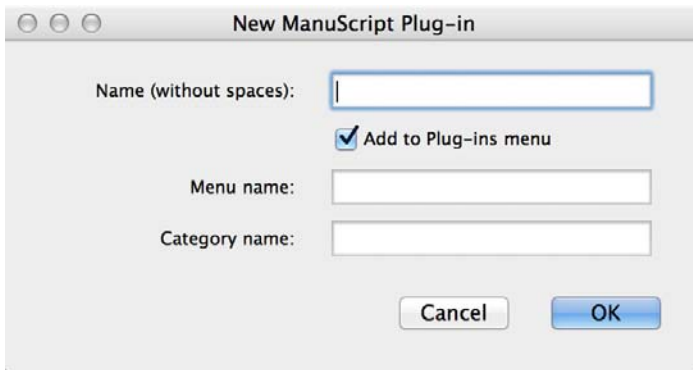 New ManuScript Plug-in
Name (without spaces):
Add to Plug-ins menu
Menu name:
Category name:
Cancel OK